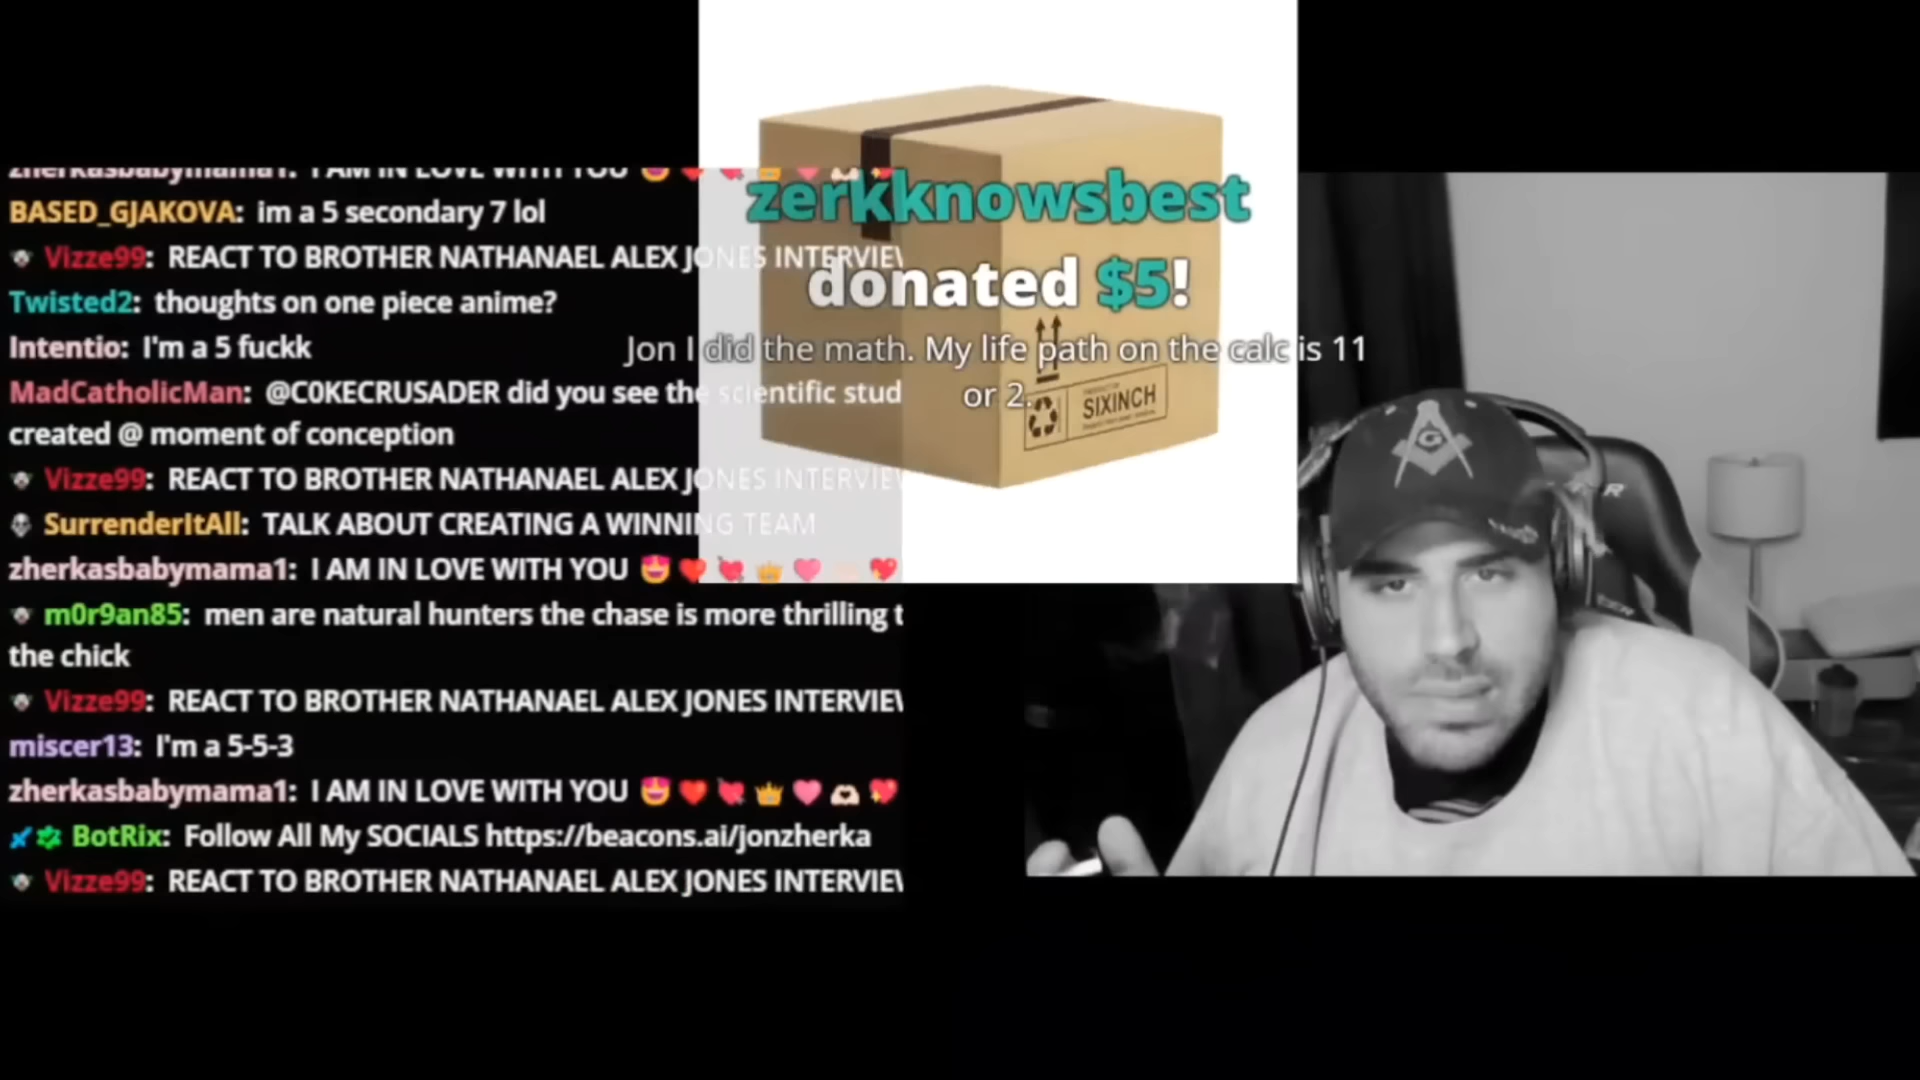 zherkasbabymama1: I AM IN LOVE WITH YOU 😍 ❤️ 💘 👑 ❤️ 🫶🏻 💖
BASED_GJAKOVA: im a 5 secondary 7 lol
Vizze99: REACT TO BROTHER NATHANAEL ALEX JONES INTERVIEW
Twisted2: thoughts on one piece anime?
Intentio: I'm a 5 fuckk
MadCatholicMan: @C0KECRUSADER did you see the scientific stud
created @ moment of conception
Vizze99: REACT TO BROTHER NATHANAEL ALEX JONES INTERVIEW
SurrenderItAll: TALK ABOUT CREATING A WINNING TEAM
zherkasbabymama1: I AM IN LOVE WITH YOU 😍 ❤️ 💘 👑 ❤️ 🫶🏻 💖
m0r9an85: men are natural hunters the chase is more thrilling t
the chick
Vizze99: REACT TO BROTHER NATHANAEL ALEX JONES INTERVIEW
miscer13: I'm a 5-5-3
zherkasbabymama1: I AM IN LOVE WITH YOU 😍 ❤️ 💘 👑 ❤️ 🫶🏻 💖
BotRix: Follow All My SOCIALS https://beacons.ai/jonzherka
Vizze99: REACT TO BROTHER NATHANAEL ALEX JONES INTERVIEW
zerkknowsbest
donated $5!
Jon I did the math. My life path on the calc is 11
or 2.
SIXINCH
G